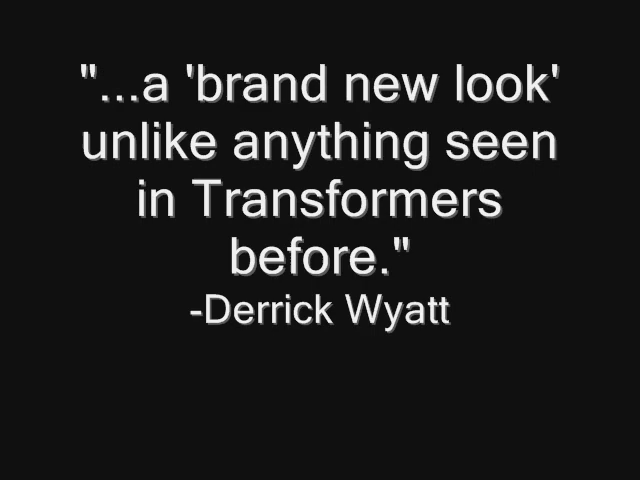 "...a 'brand new look'
unlike anything seen
in Transformers
before."
-Derrick Wyatt